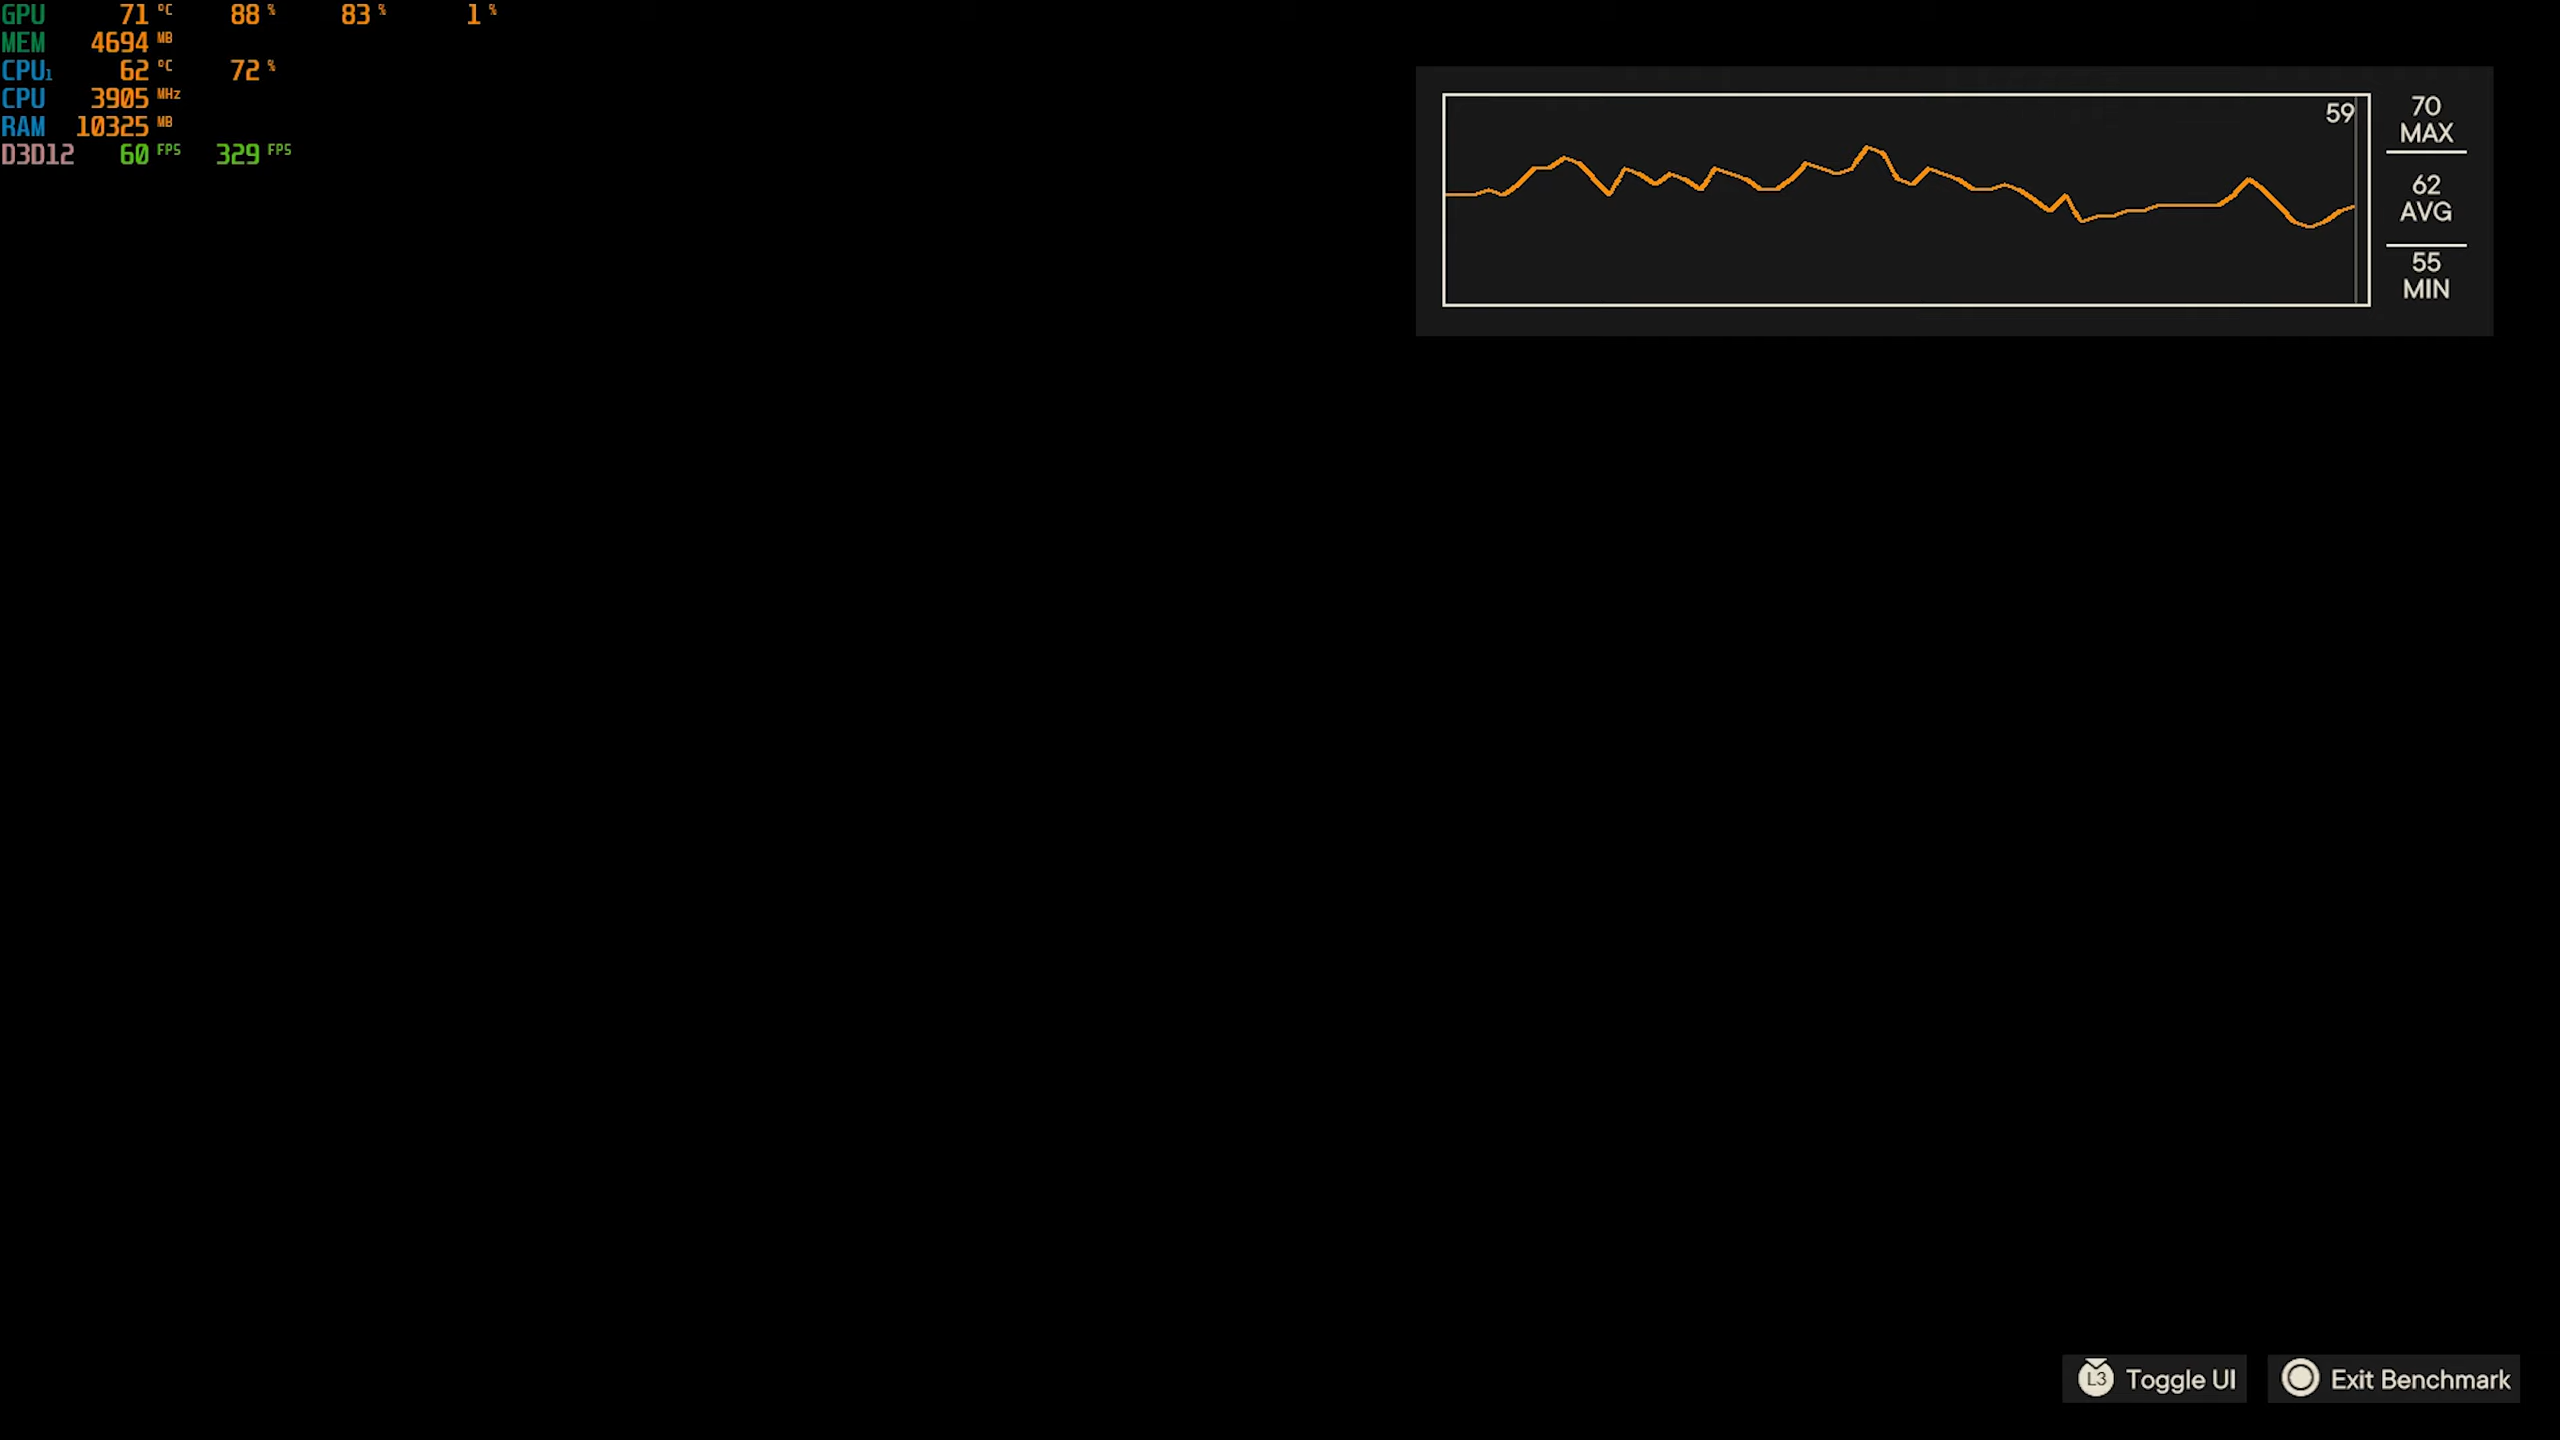 GPU 71 °C 88 % 83 % 1 %
MEM 4694 MB
CPU1 62 °C 72 %
CPU 3905 MHz
RAM 10325 MB
D3D12 60 FPS 329 FPS
59
70
MAX
62
AVG
55
MIN
L3 Toggle UI Exit Benchmark